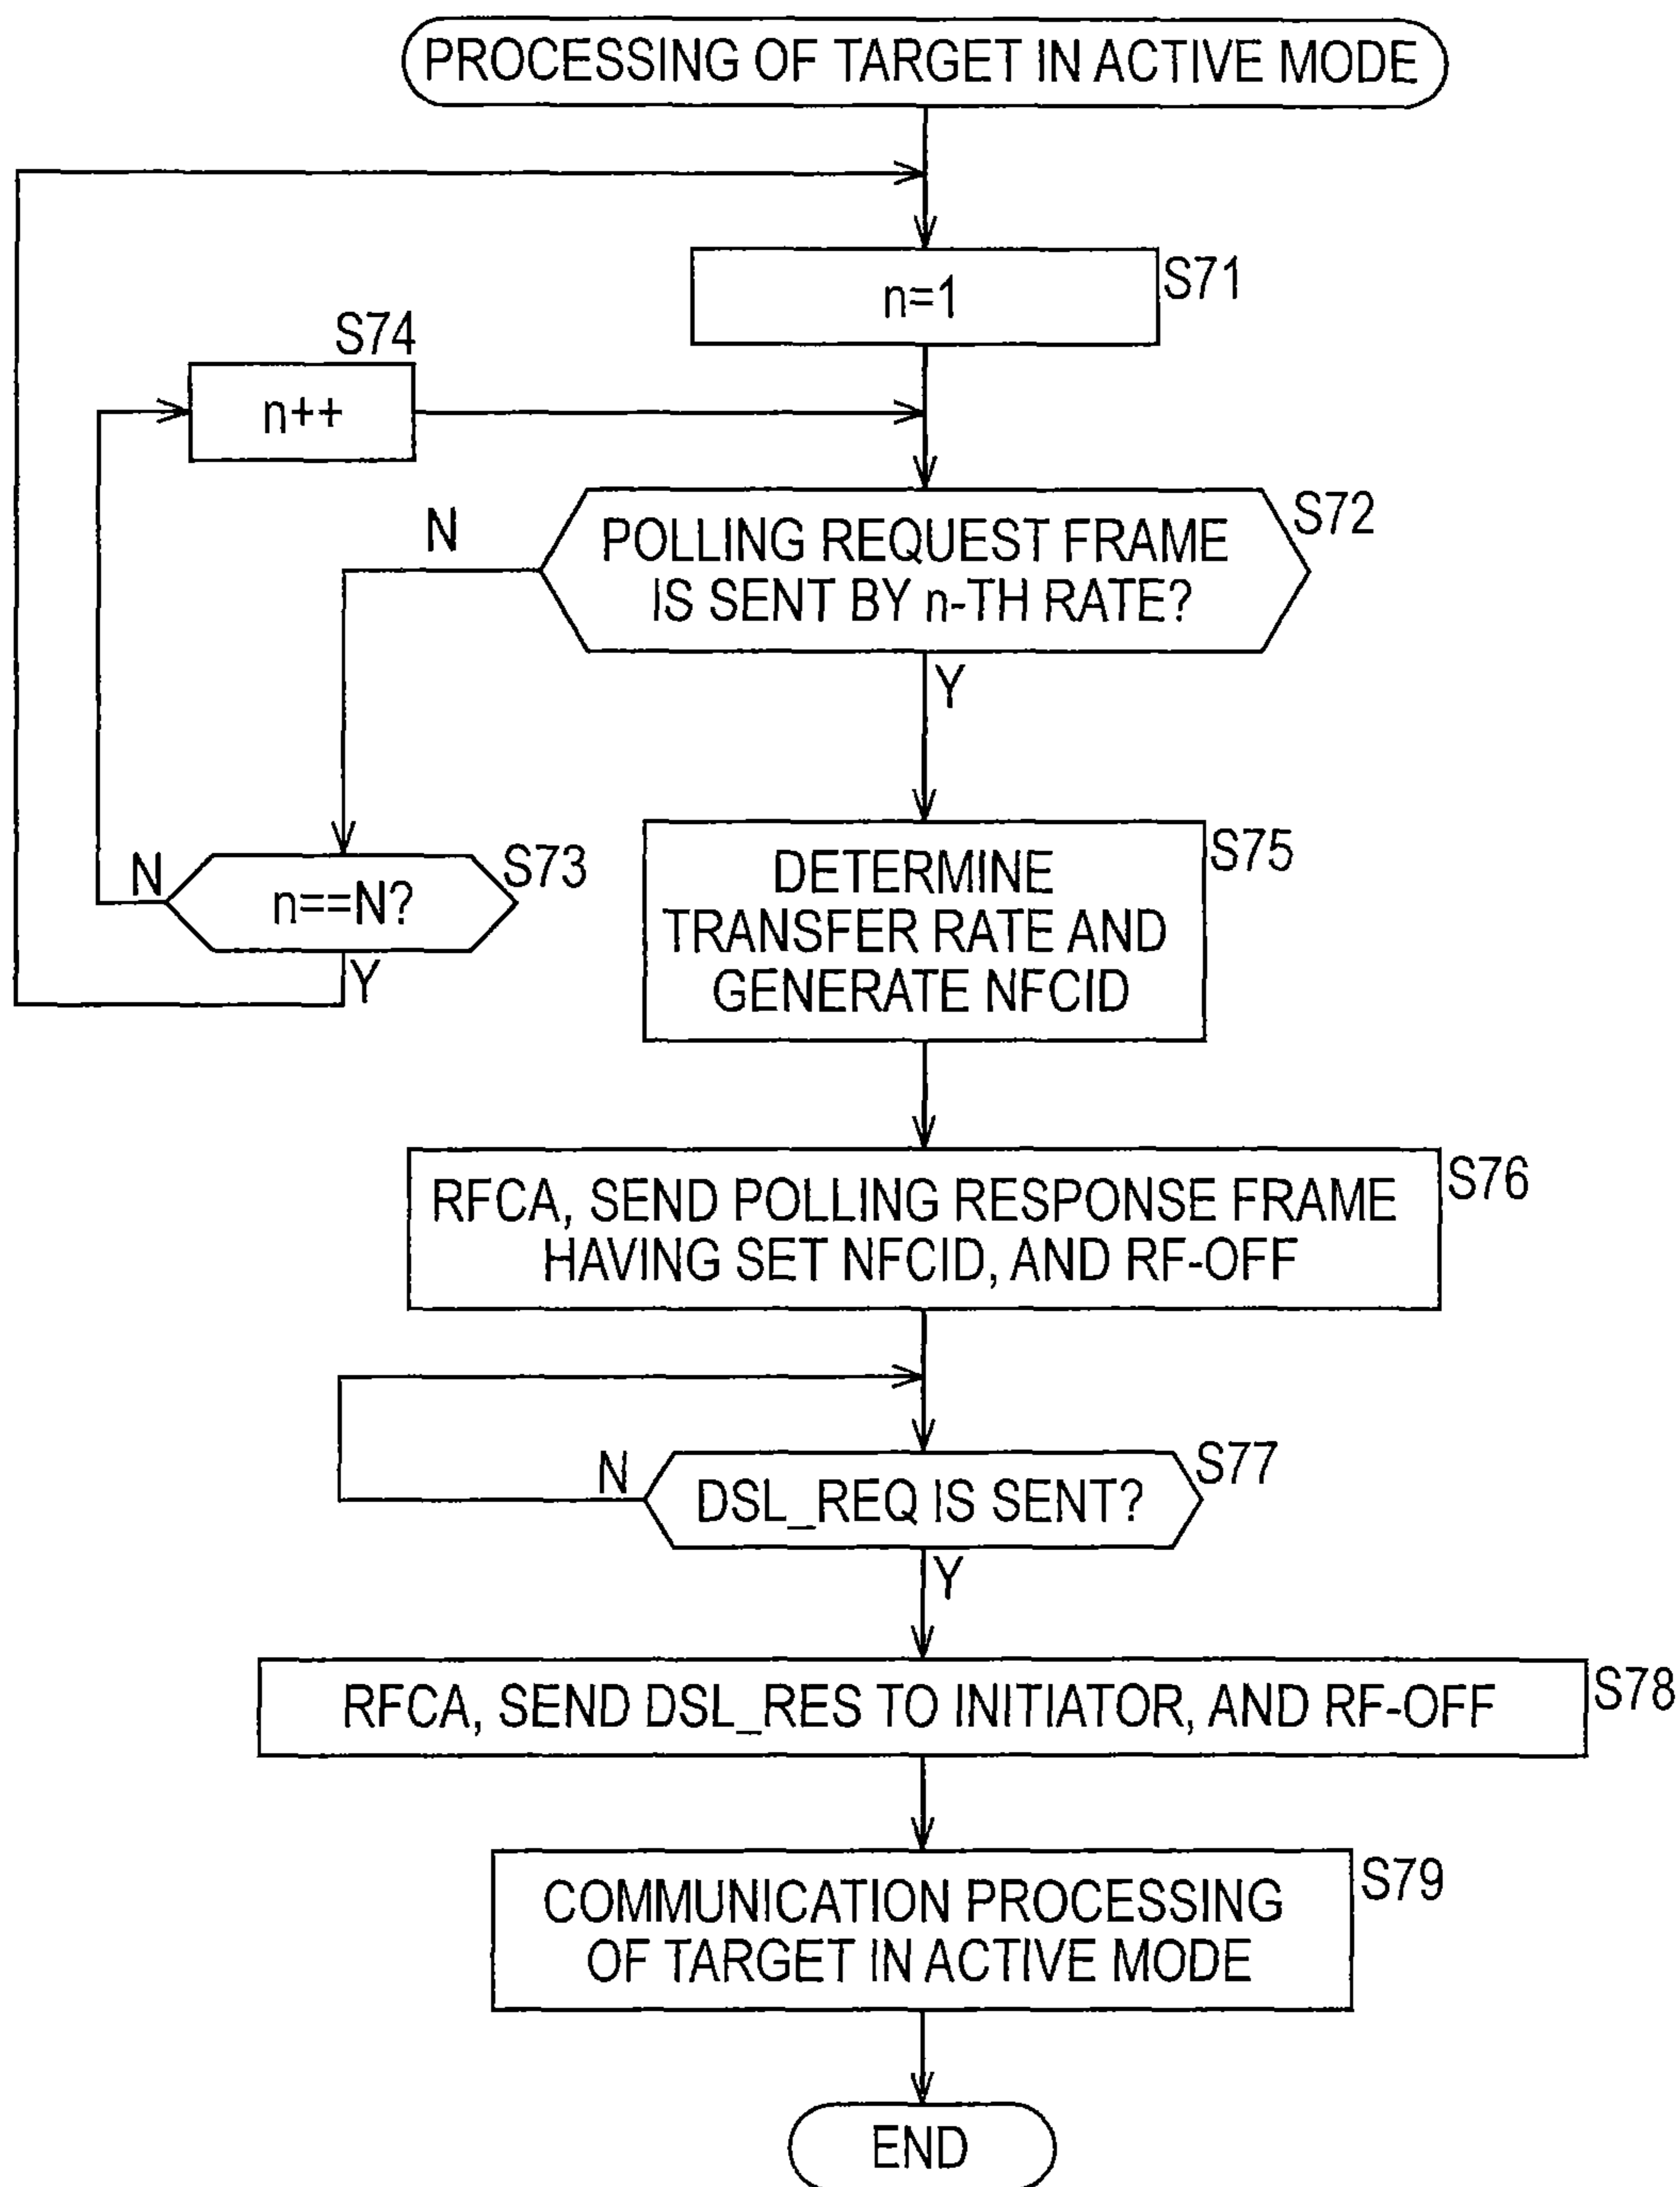 PROCESSING OF TARGET IN ACTIVE MODE
n=1
S71
S74
n++
POLLING REQUEST FRAME
IS SENT BY n-TH RATE?
S72
N
Y
n==N?
S73
N
Y
DETERMINE
TRANSFER RATE AND
GENERATE NFCID
S75
RFCA, SEND POLLING RESPONSE FRAME
HAVING SET NFCID, AND RF-OFF
S76
DSL_REQ IS SENT?
S77
N
Y
RFCA, SEND DSL_RES TO INITIATOR, AND RF-OFF
S78
COMMUNICATION PROCESSING
OF TARGET IN ACTIVE MODE
S79
END